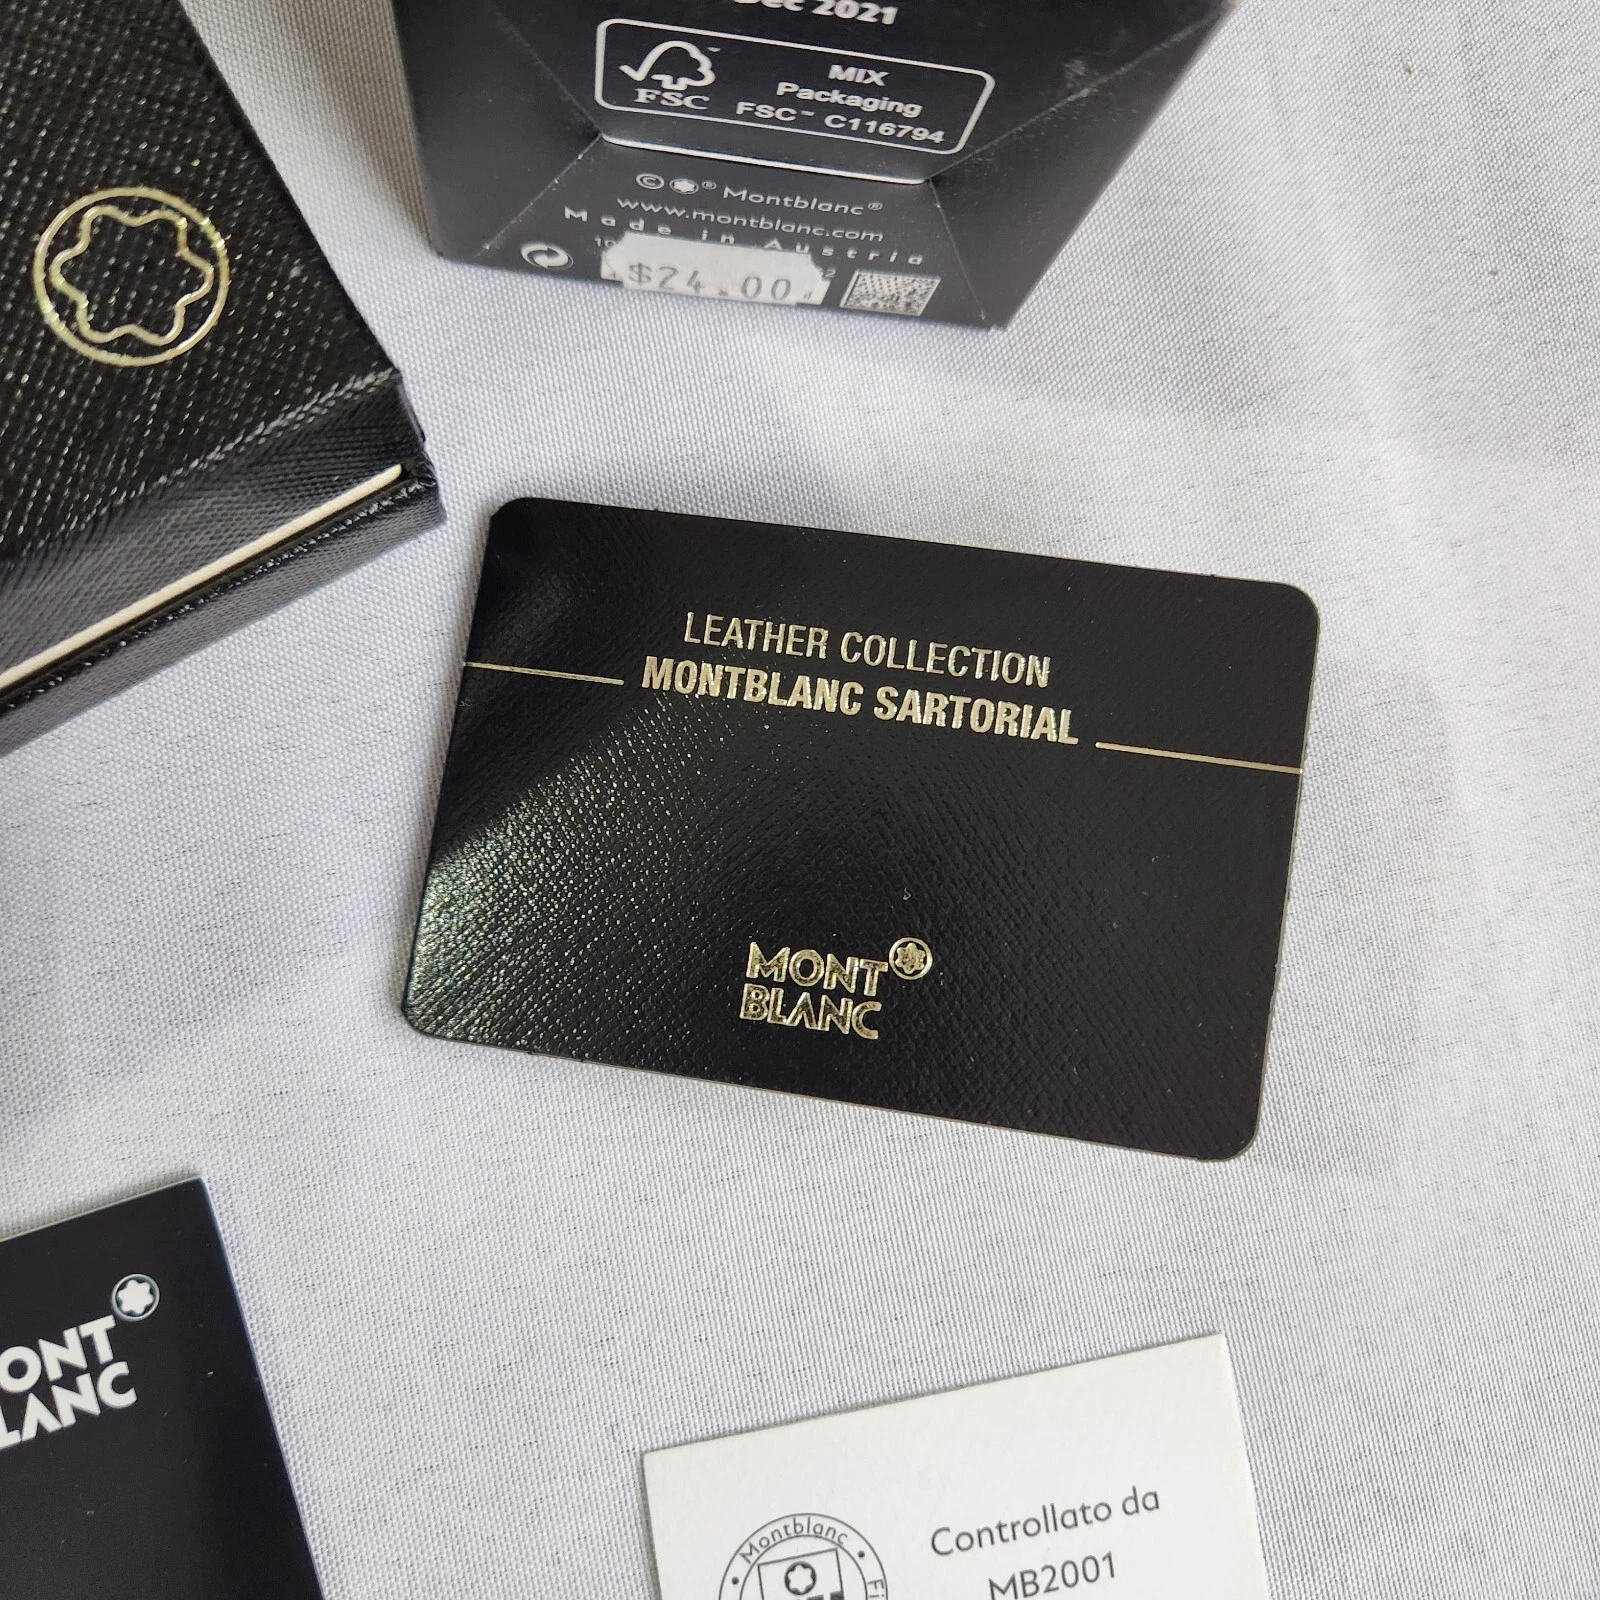 Dec 2021
FSC
MIX
Packaging
FSC™ C116794
© ® Montblanc®
www.montblanc.com
Made in Austria
$24.00
LEATHER COLLECTION
MONTBLANC SARTORIAL
MONT
BLANC
ONT
LANC
Montblanc
Controllato da
MB2001